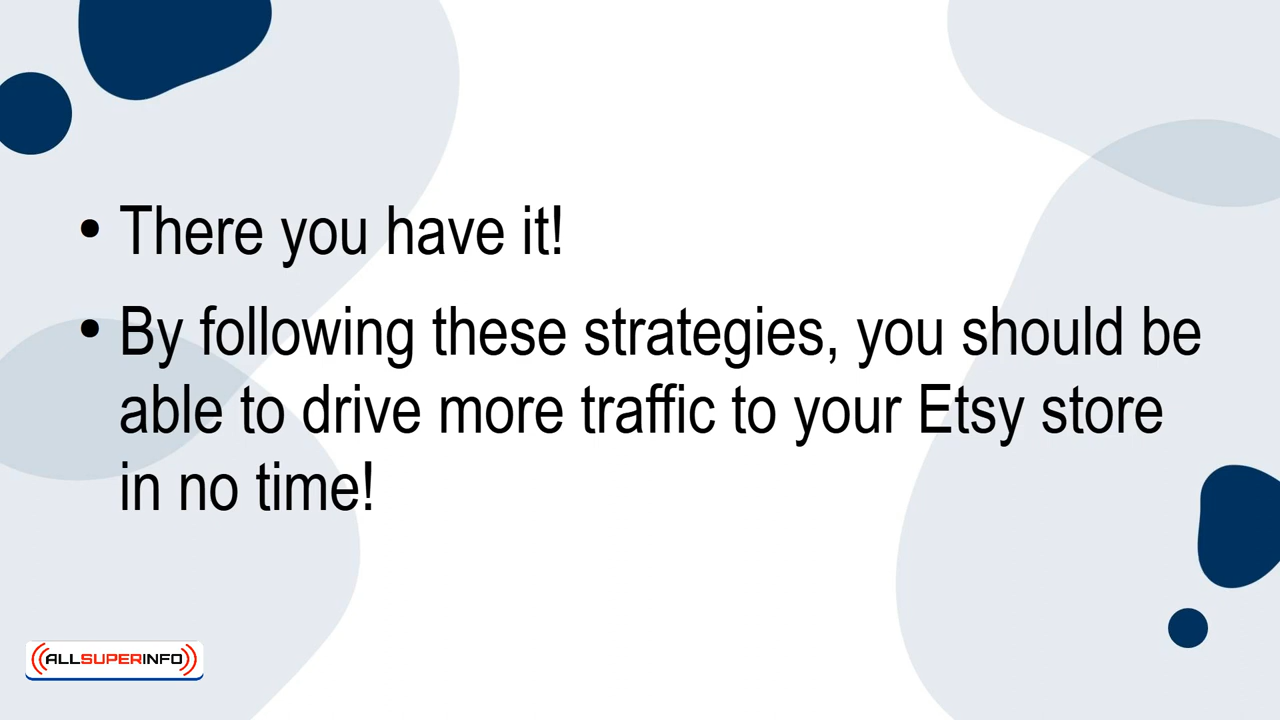 • There you have it!
• By following these strategies, you should be
able to drive more traffic to your Etsy store
in no time!
ALLSUPERINFO